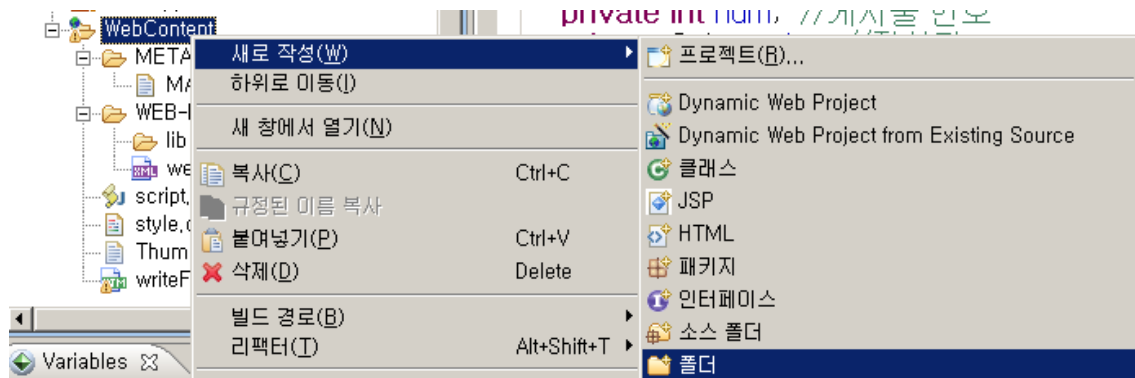 WebContent
private int num; //게시물 번호
META
MA
WEB-I
lib
we
script.
style.c
Thum
writeF
Variables
새로 작성(W)
하위로 이동(I)
새 창에서 열기(N)
복사(C) Ctrl+C
규정된 이름 복사
붙여넣기(P) Ctrl+V
삭제(D) Delete
빌드 경로(B)
리팩터(T) Alt+Shift+T
프로젝트(R)...
Dynamic Web Project
Dynamic Web Project from Existing Source
클래스
JSP
HTML
패키지
인터페이스
소스 폴더
폴더